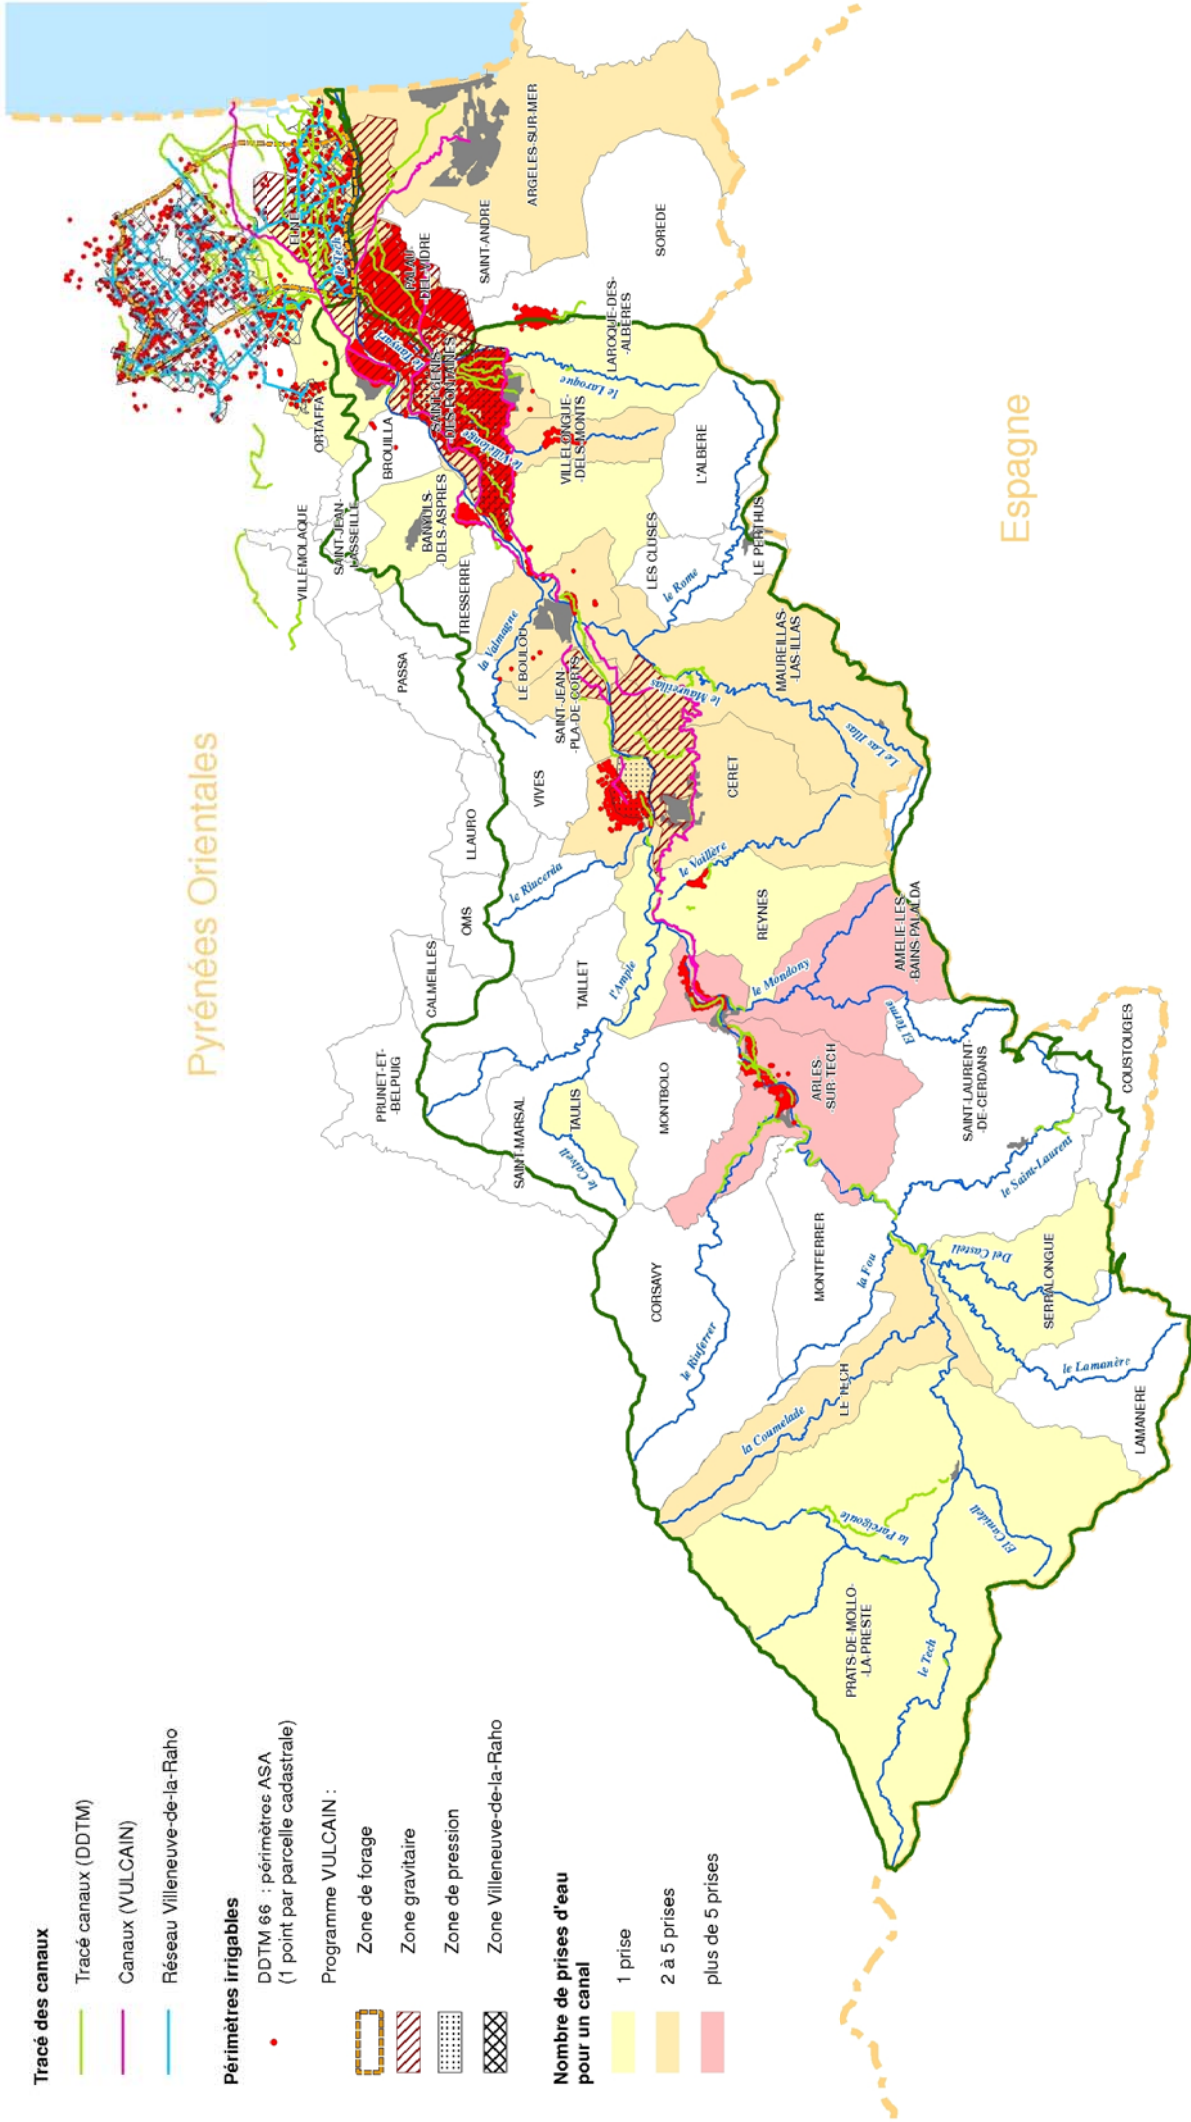 Tracé des canaux
Tracé canaux (DDTM)
Canaux (VULCAIN)
Réseau Villeneuve-de-la-Raho
Périmètres irrigables
DDTM 66 : périmètres ASA
(1 point par parcelle cadastrale)
Programme VULCAIN :
Zone de forage
Zone gravitaire
Zone de pression
Zone Villeneuve-de-la-Raho
Nombre de prises d'eau
pour un canal
1 prise
2 à 5 prises
plus de 5 prises
Pyrénées Orientales
Espagne
PRATS-DE-MOLLO-
-LA-PRESTE
le Tech
la Parcigoule
El Canidell
LAMANERE
le Lamanère
la Coumelade
LE TECH
le Riuferrer
CORSAVY
MONTFERRER
la Fou
SERRALONGUE
Del Castell
le Saint-Laurent
SAINT-LAURENT-
-DE-CERDANS
COUSTOUGES
SAINT-MARSAL
TAULIS
le Calvell
MONTBOLO
ARLES-
SUR-TECH
PRUNET-ET-
-BELPUIG
El Terme
le Mondony
AMELIE-LES-
BAINS-PALALDA
CALMEILLES
TAILLET
l'Ample
OMS
REYNES
le Riucerda
LLAURO
le Vaillère
VIVES
CERET
Le Las Illas
PASSA
SAINT-JEAN
-PLA-DE-CORTS
le Maureillas
MAUREILLAS-
-LAS-ILLAS
LE BOULOU
la Valmagne
TRESSERRE
le Rome
LES CLUSES
LE PERTHUS
VILLEMOLAQUE
SAINT-JEAN-
LASSEILLE
BANYULS-
DELS-ASPRES
BROUILLA
L'ALBERE
ORTAFFA
le Villelongue
VILLELONGUE-
-DELS-MONTS
SAINT-GENIS
-DES-FONTAINES
le Tanyari
le Laroque
LAROQUE-DES-
-ALBERES
ELNE
le Tech
PALAU-
DEL-VIDRE
SAINT-ANDRE
SOREDE
ARGELES-SUR-MER